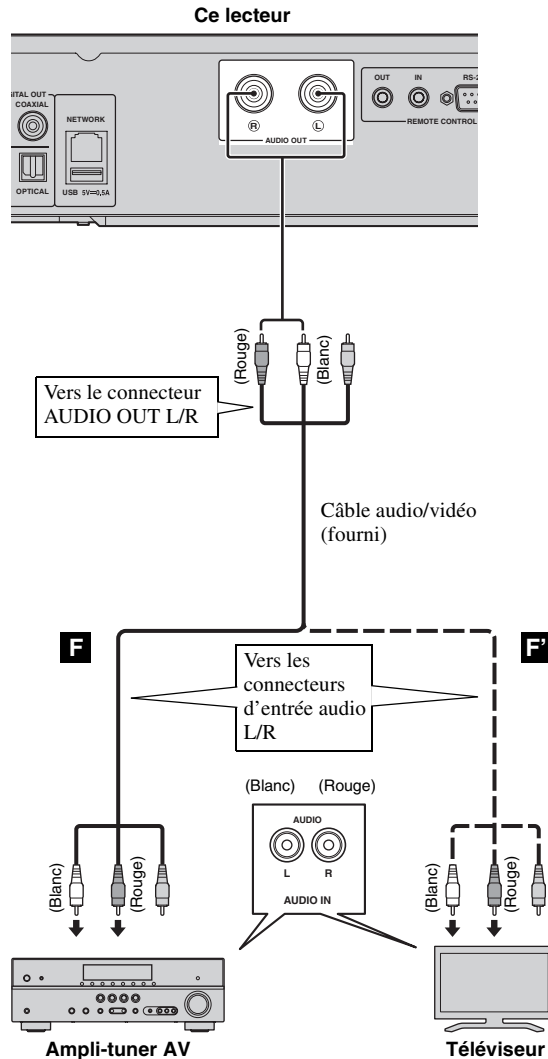 Ce lecteur
ITAL OUT
COAXIAL
OPTICAL
NETWORK
USB 5V⎓0,5A
R
L
AUDIO OUT
OUT
IN
RS-2
REMOTE CONTROL
(Rouge)
(Blanc)
Vers le connecteur
AUDIO OUT L/R
Câble audio/vidéo
(fourni)
F
F'
Vers les
connecteurs
d'entrée audio
L/R
(Blanc)
(Rouge)
AUDIO
L
R
AUDIO IN
(Blanc)
(Rouge)
(Blanc)
(Rouge)
Ampli-tuner AV
Téléviseur